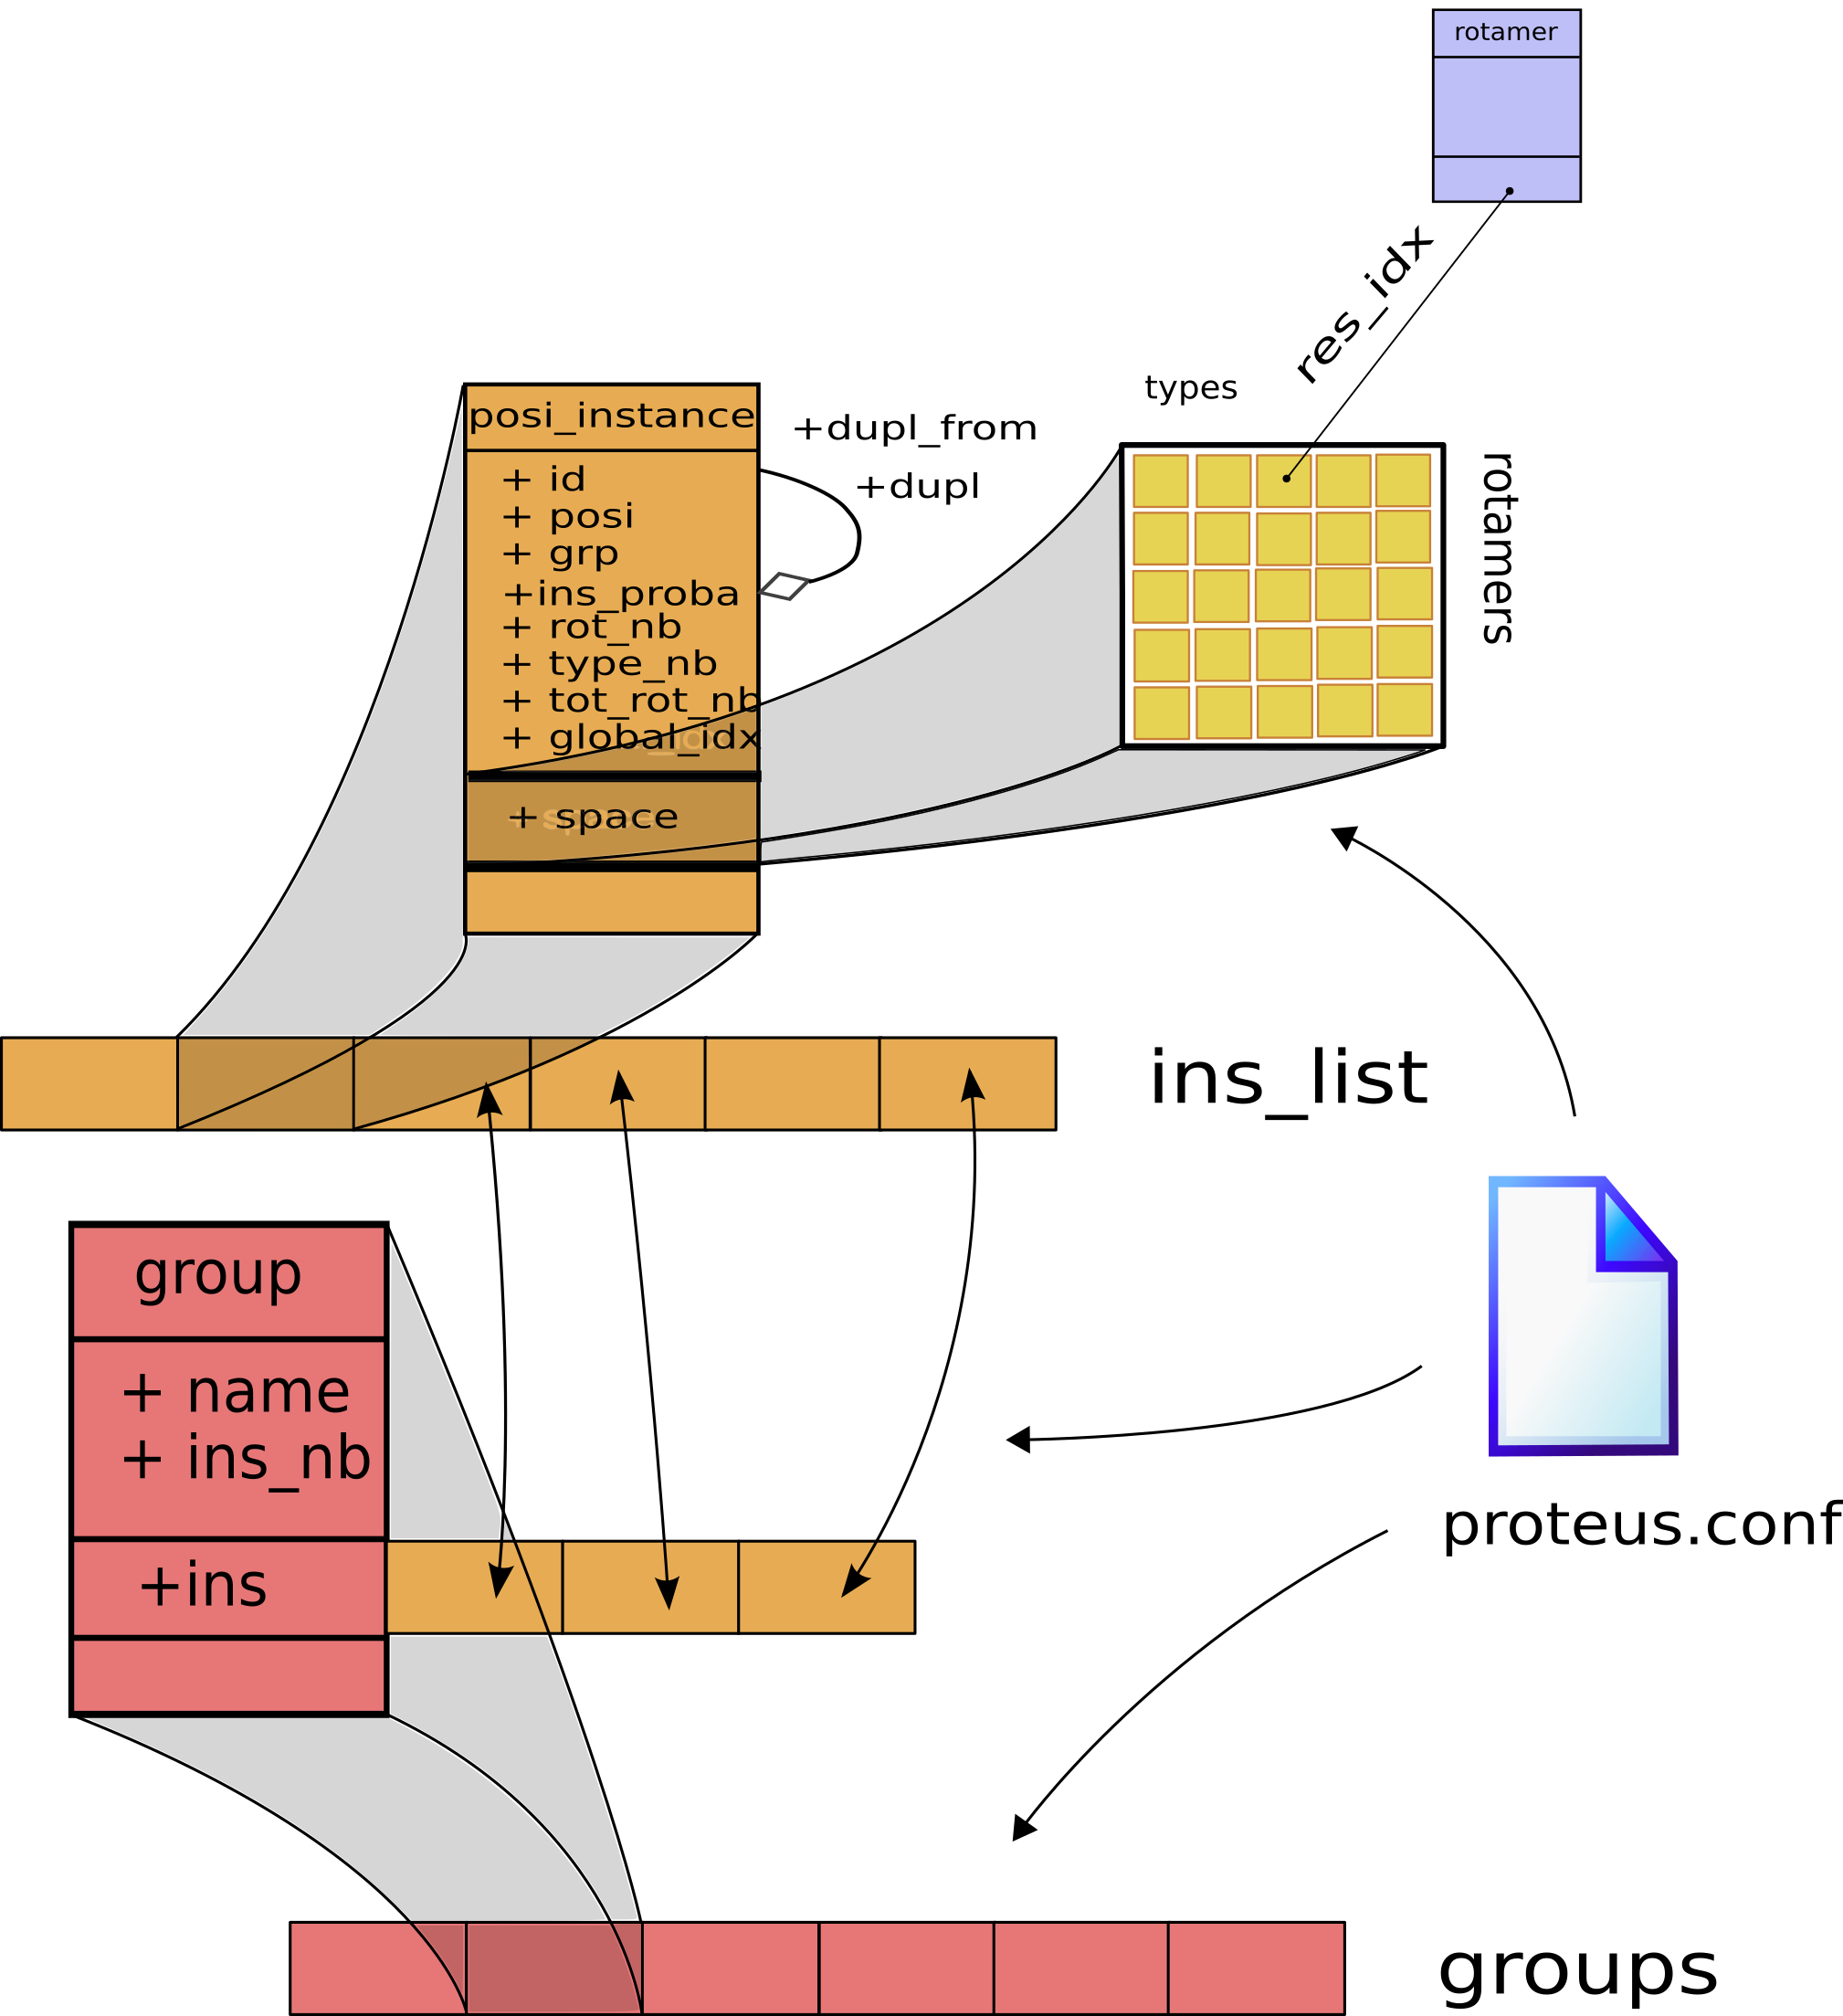 rotamer
res_idx
types
rotamers
posi_instance
+dupl_from
+dupl
+ id
+ posi
+ grp
+ins_proba
+ rot_nb
+ type_nb
+ tot_rot_nb
+ global_idx
+ space
ins_list
group
+ name
+ ins_nb
+ins
proteus.conf
groups